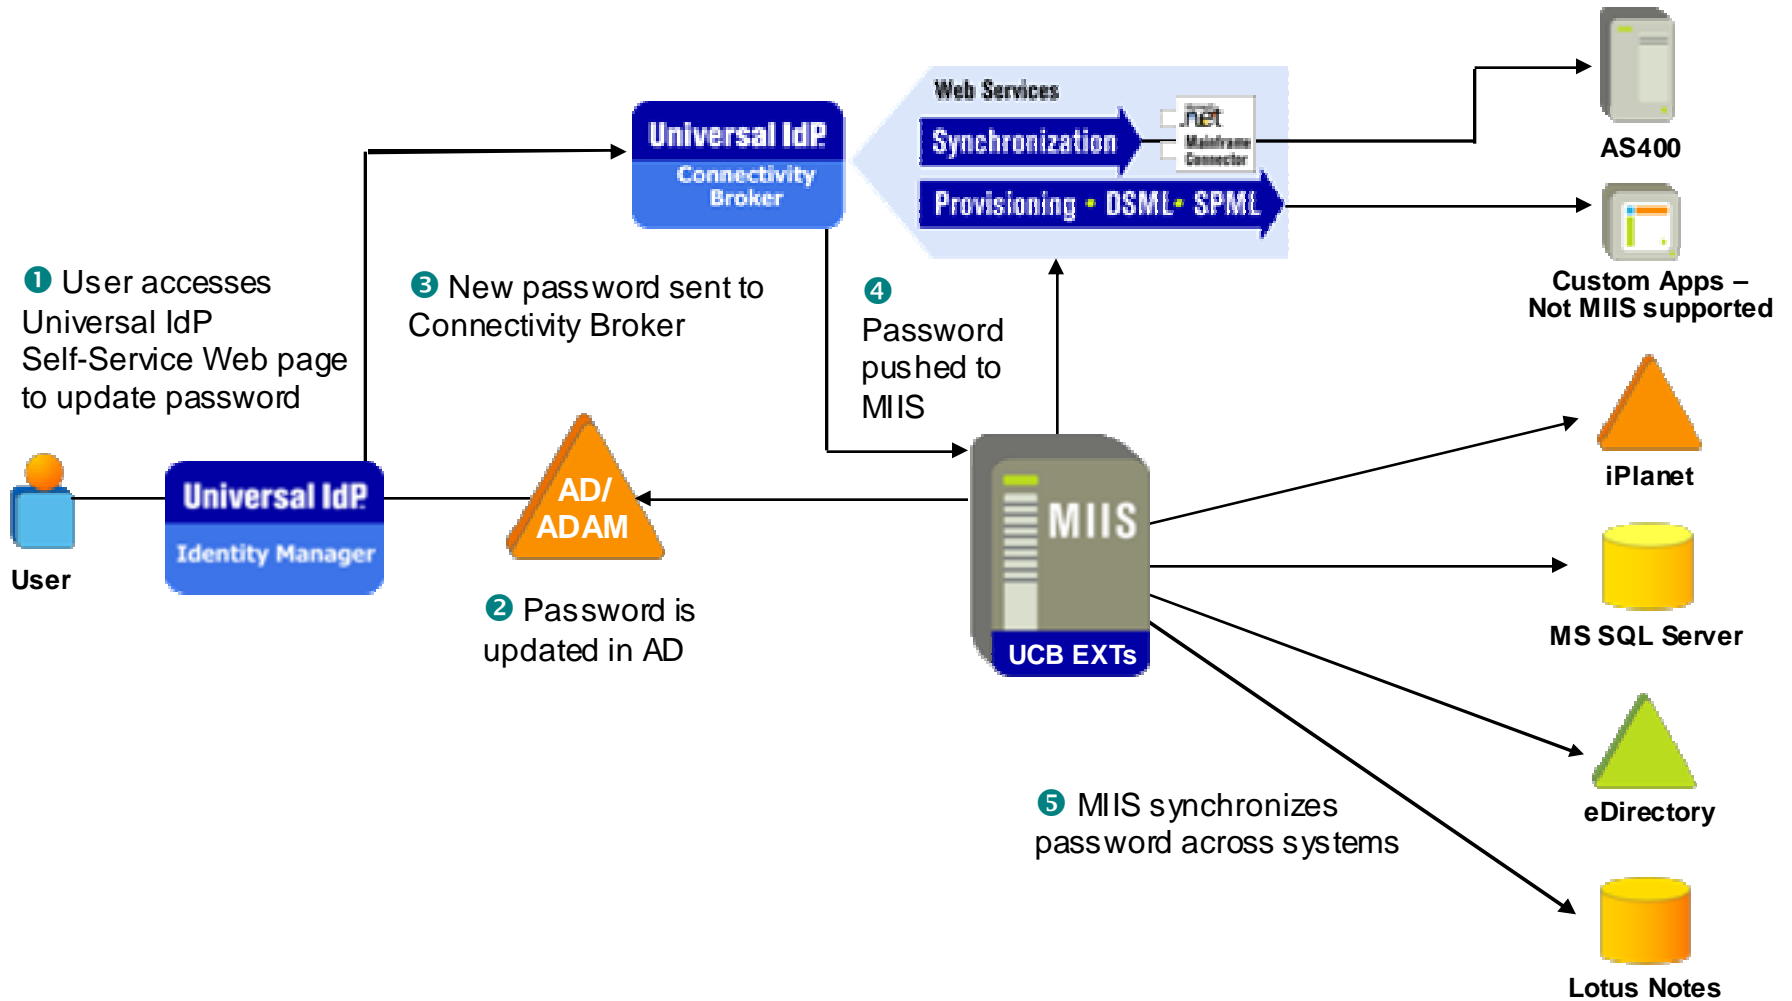 Web Services
Synchronization
.net
Mainframe
Connector
Provisioning • DSML • SPML
AS400
Universal IdP
Connectivity
Broker
Custom Apps –
Not MIIS supported
❶ User accesses
Universal IdP
Self-Service Web page
to update password
❸ New password sent to
Connectivity Broker
❹
Password
pushed to
MIIS
iPlanet
User
Universal IdP
Identity Manager
AD/
ADAM
❷ Password is
updated in AD
MIIS
UCB EXTs
MS SQL Server
❺ MIIS synchronizes
password across systems
eDirectory
Lotus Notes